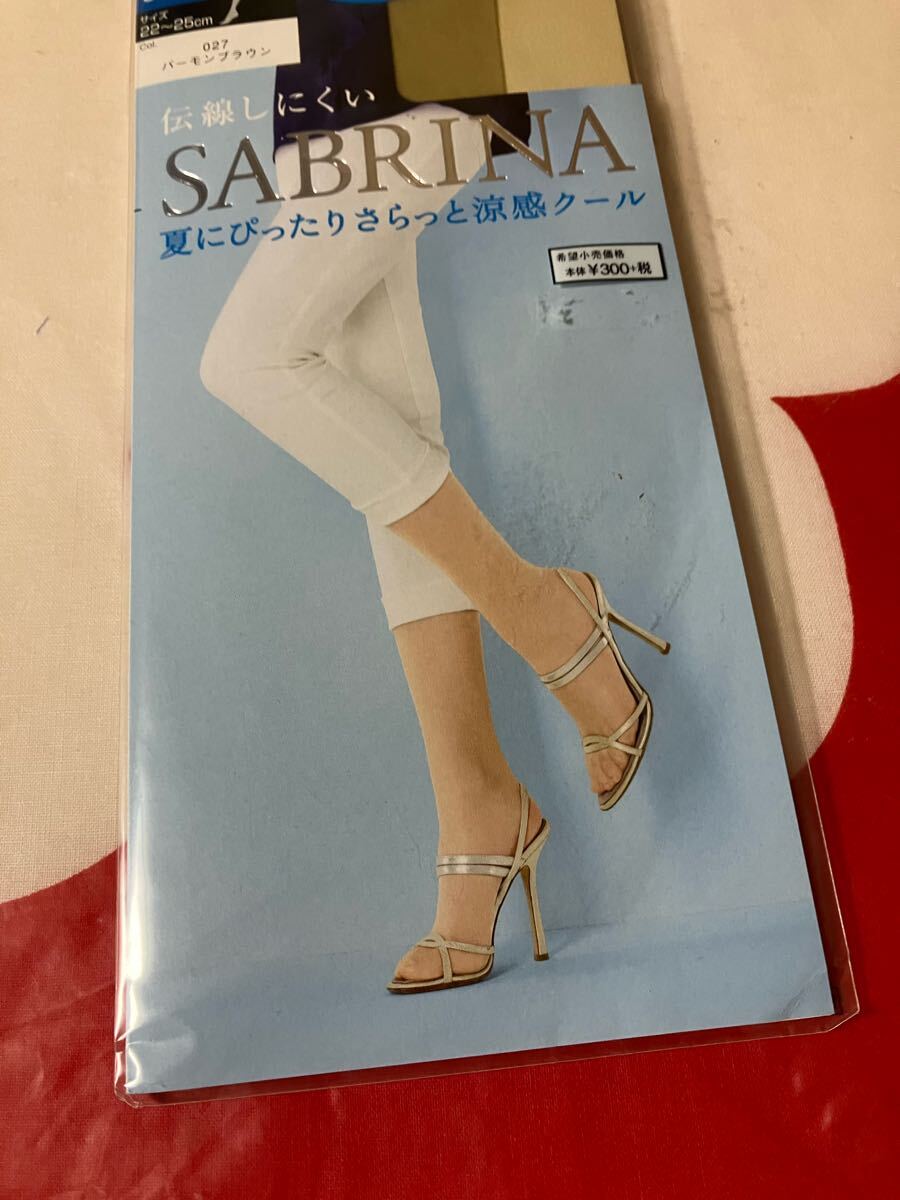 サイズ
22~25cm
Col.
027
バーモンブラウン
伝線しにくい
SABRINA
夏にぴったりさらっと涼感クール
希望小売価格
本体¥300+税